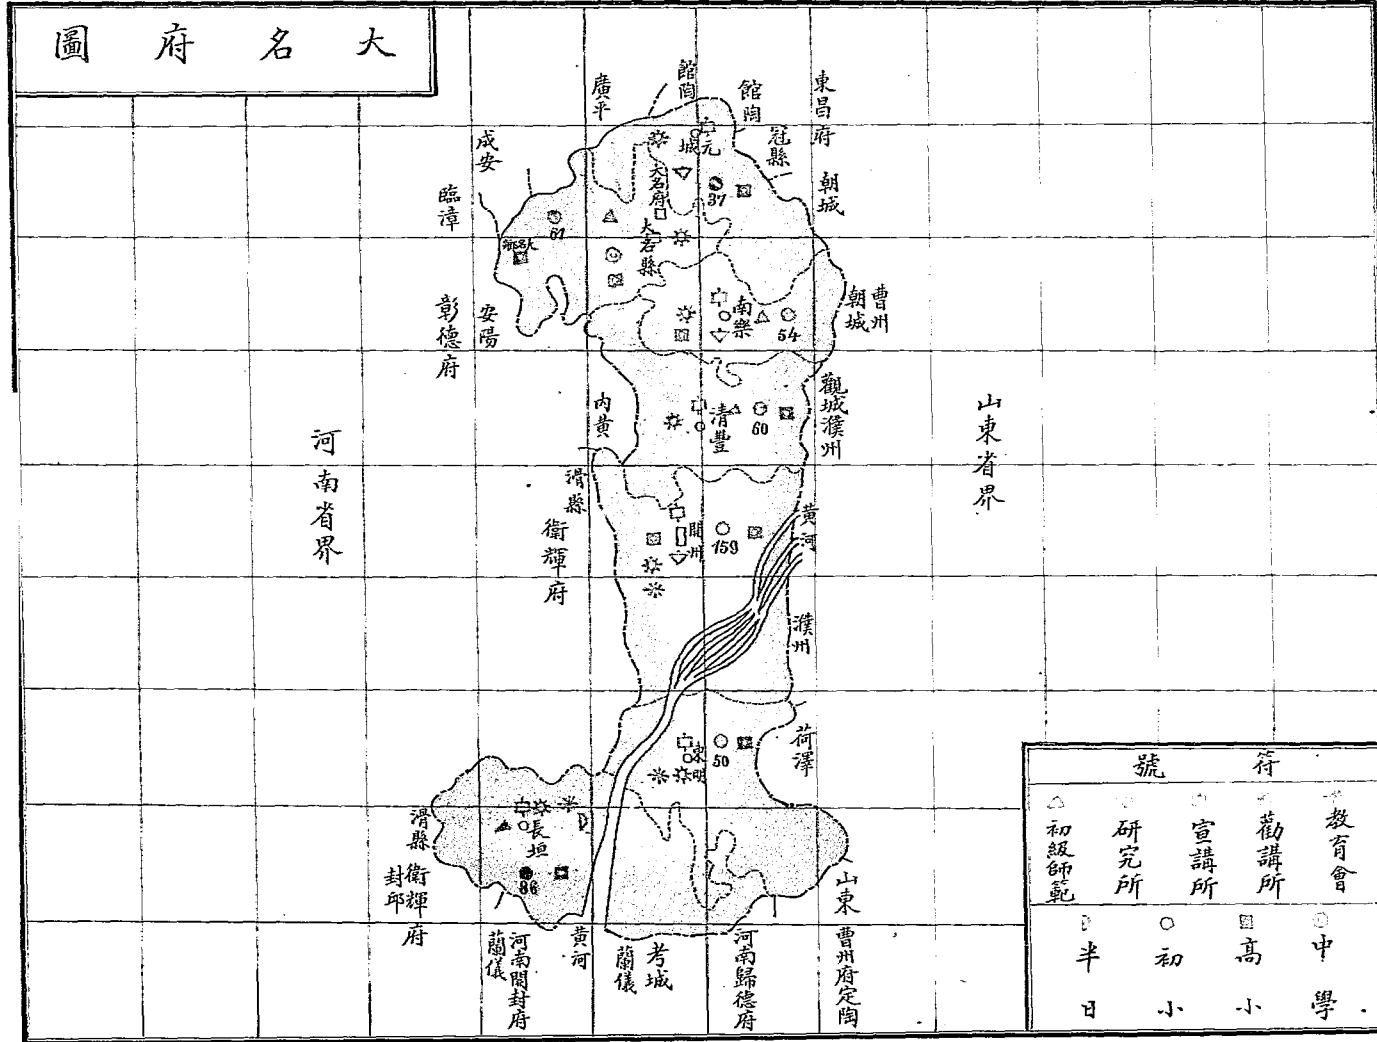 大名府圖
廣平
館陶
館陶
冠縣
東昌府
朝城
成安
臨漳
元城
大名府
37
61
大名縣
彰德府
安陽
南樂
54
朝城
曹州
觀城濮州
內黃
清豐
60
河南省界
山東省界
滑縣
衛輝府
開州
159
黃河
濮州
東明
50
荷澤
滑縣
長垣
86
衛輝府
封邱
蘭儀
河南開封府
黃河
蘭儀
考城
河南歸德府
山東
曹州府定陶
符號
教育會
勸講所
宣講所
研究所
初級師範
中學
高小
初小
半日